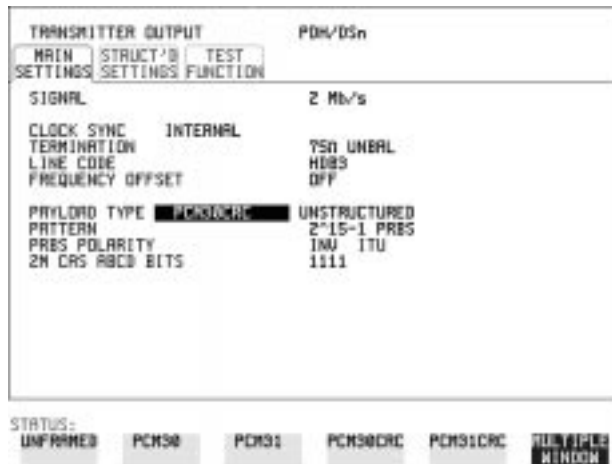 TRANSMITTER OUTPUT PDH/DSn
MAIN SETTINGS STRUCT'D SETTINGS TEST FUNCTION
SIGNAL 2 Mb/s
CLOCK SYNC INTERNAL
TERMINATION 75Ω UNBAL
LINE CODE HDB3
FREQUENCY OFFSET OFF
PAYLOAD TYPE PCM30CRC UNSTRUCTURED
PATTERN 2^15-1 PRBS
PRBS POLARITY INV ITU
2M CAS ABCD BITS 1111
STATUS:
UNFRAMED PCM30 PCM31 PCM30CRC PCM31CRC MULTIPLE WINDOW